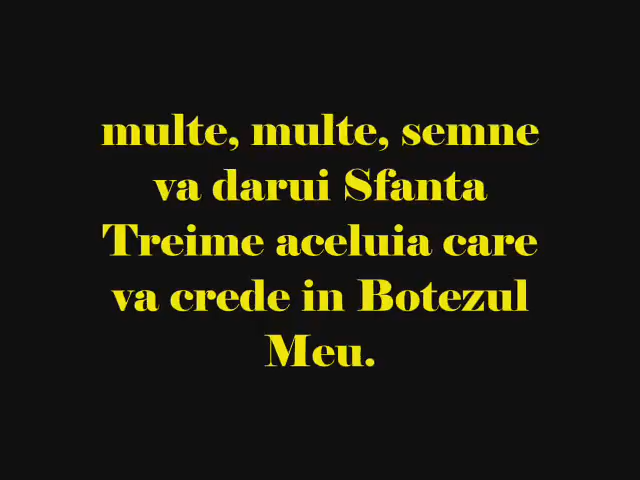 multe, multe, semne
va darui Sfanta
Treime aceluia care
va crede in Botezul
Meu.